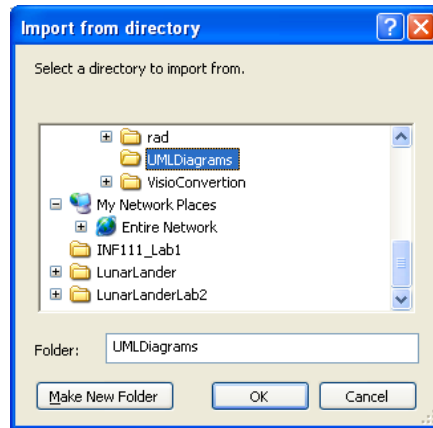 Import from directory
Select a directory to import from.
rad
UMLDiagrams
VisioConvertion
My Network Places
Entire Network
INF111_Lab1
LunarLander
LunarLanderLab2
Folder: UMLDiagrams
Make New Folder OK Cancel